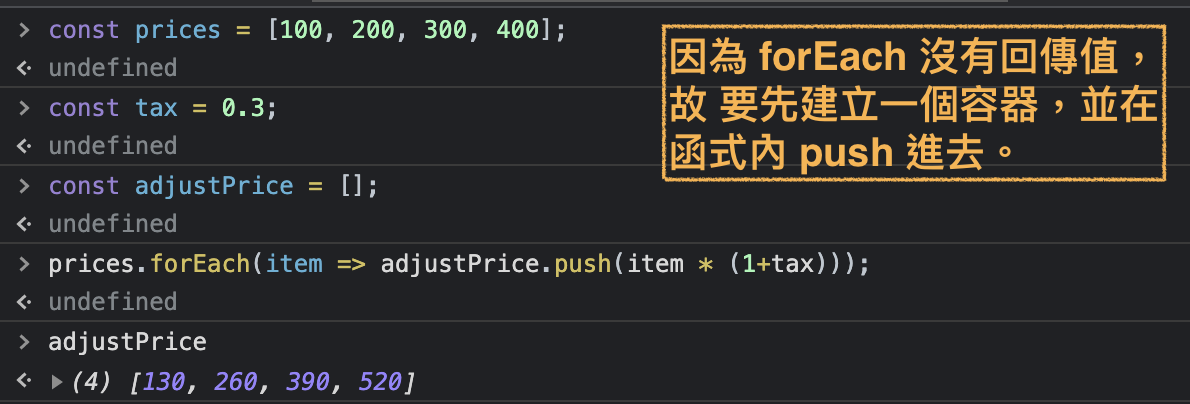 > const prices = [100, 200, 300, 400];
undefined
> const tax = 0.3;
undefined
> const adjustPrice = [];
undefined
> prices.forEach(item => adjustPrice.push(item * (1+tax)));
undefined
> adjustPrice
(4) [130, 260, 390, 520]
因為 forEach 沒有回傳值，
故 要先建立一個容器，並在
函式內 push 進去。